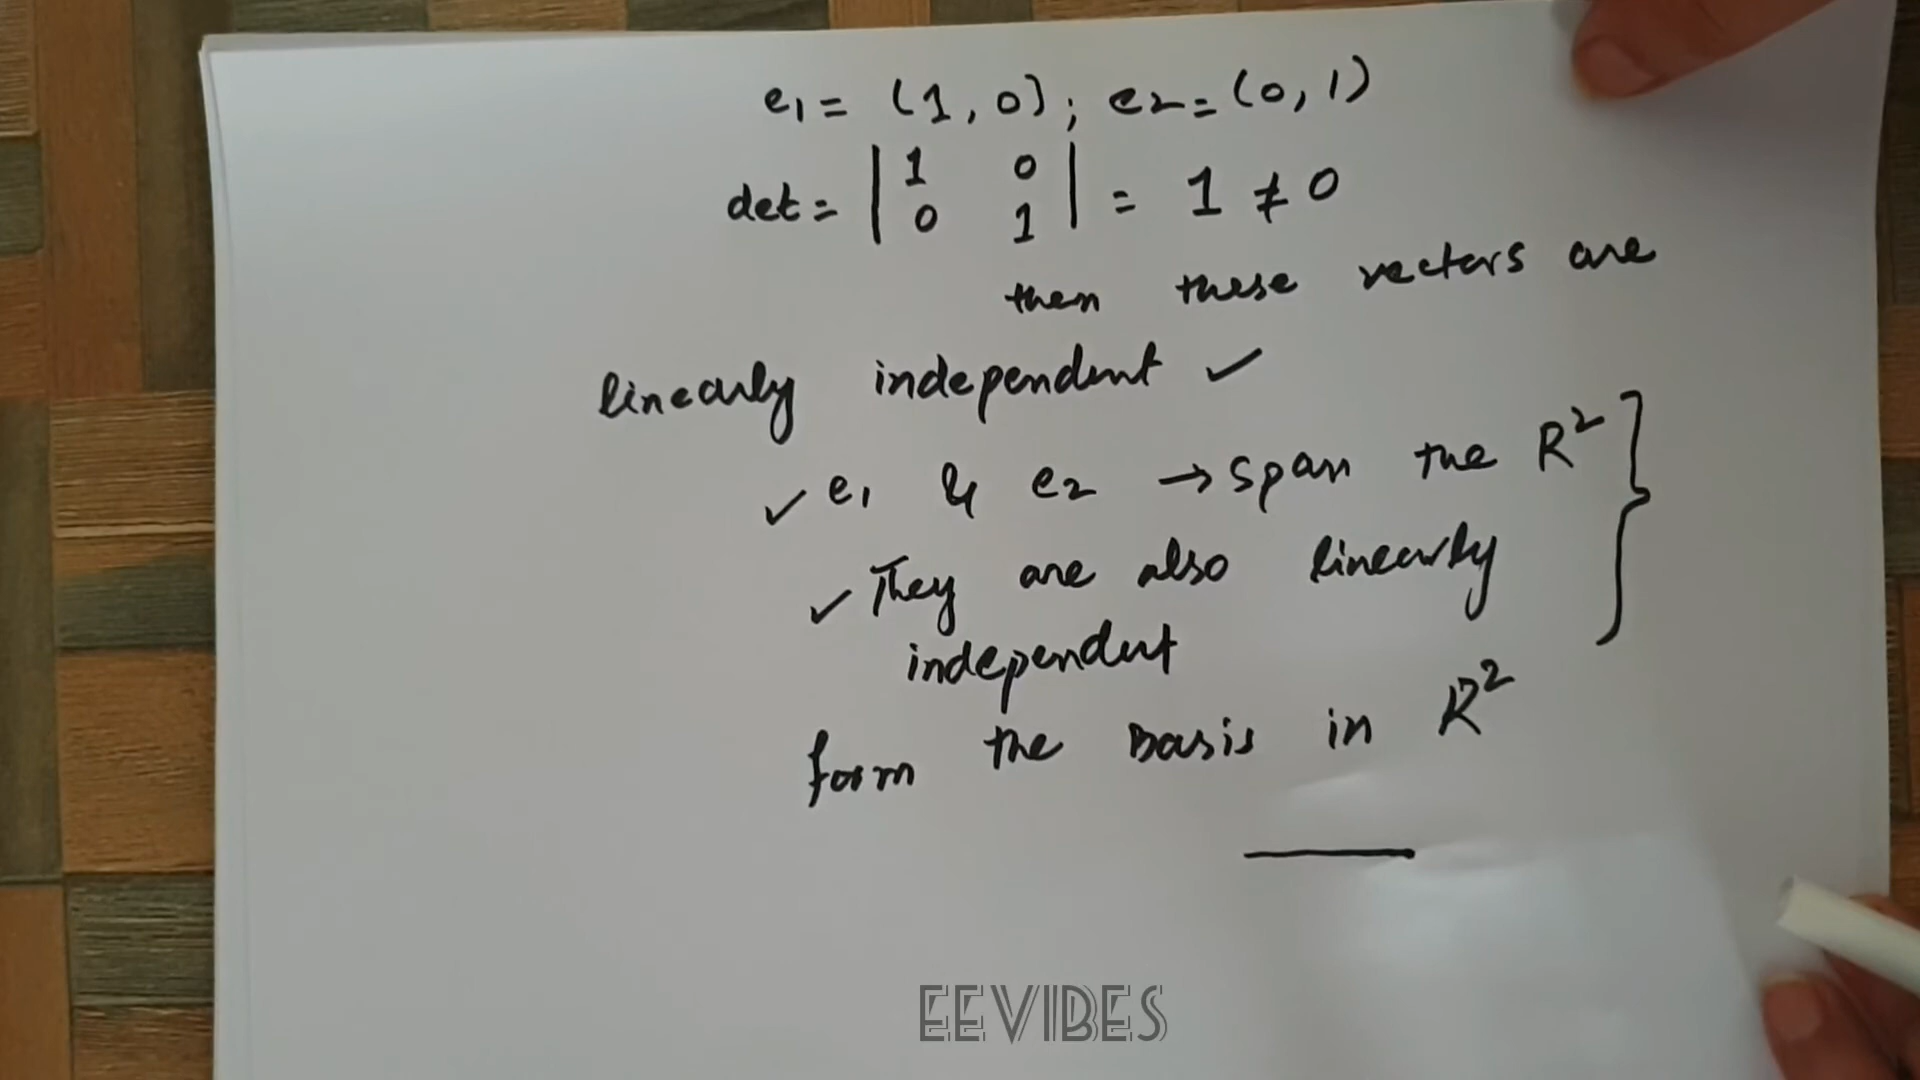 e1 = (1, 0); e2 = (0, 1)
det = | 1 0 | = 1 ≠ 0
0 1
then these vectors are
linearly independent ✓
✓ e1 & e2 → span the R²
✓ They are also linearly
independent
form the Basis in R²
EEVIBES